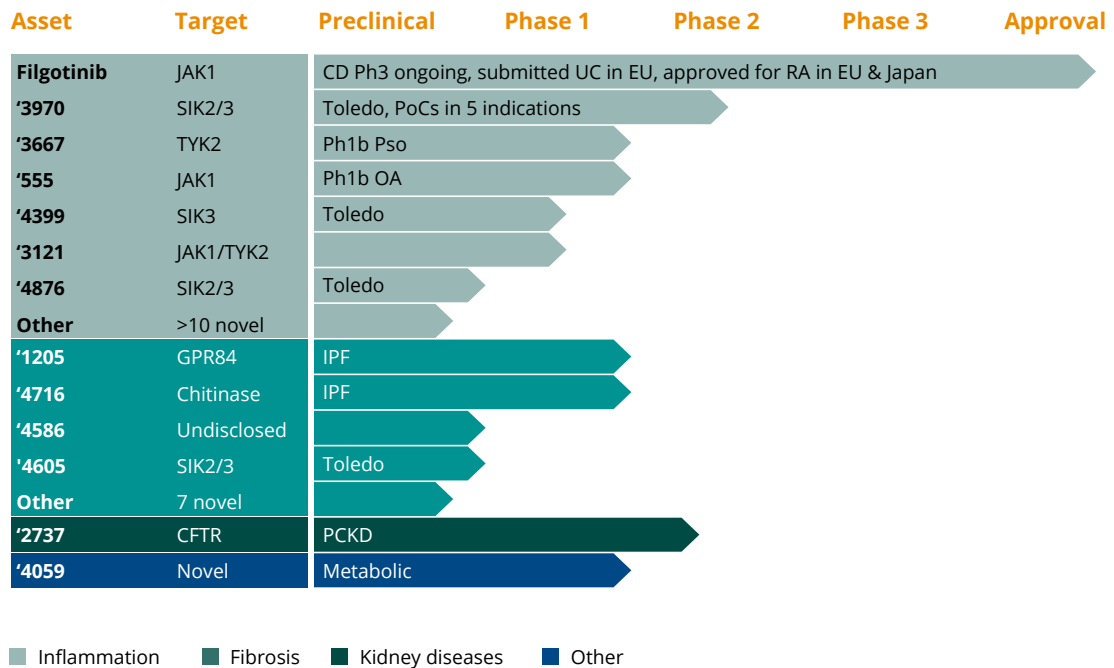 Asset Target Preclinical Phase 1 Phase 2 Phase 3 Approval
Filgotinib JAK1 CD Ph3 ongoing, submitted UC in EU, approved for RA in EU & Japan
‘3970 SIK2/3 Toledo, PoCs in 5 indications
‘3667 TYK2 Ph1b Pso
‘555 JAK1 Ph1b OA
‘4399 SIK3 Toledo
‘3121 JAK1/TYK2
‘4876 SIK2/3 Toledo
Other >10 novel
‘1205 GPR84 IPF
‘4716 Chitinase IPF
‘4586 Undisclosed
'4605 SIK2/3 Toledo
Other 7 novel
‘2737 CFTR PCKD
‘4059 Novel Metabolic
Inflammation Fibrosis Kidney diseases Other